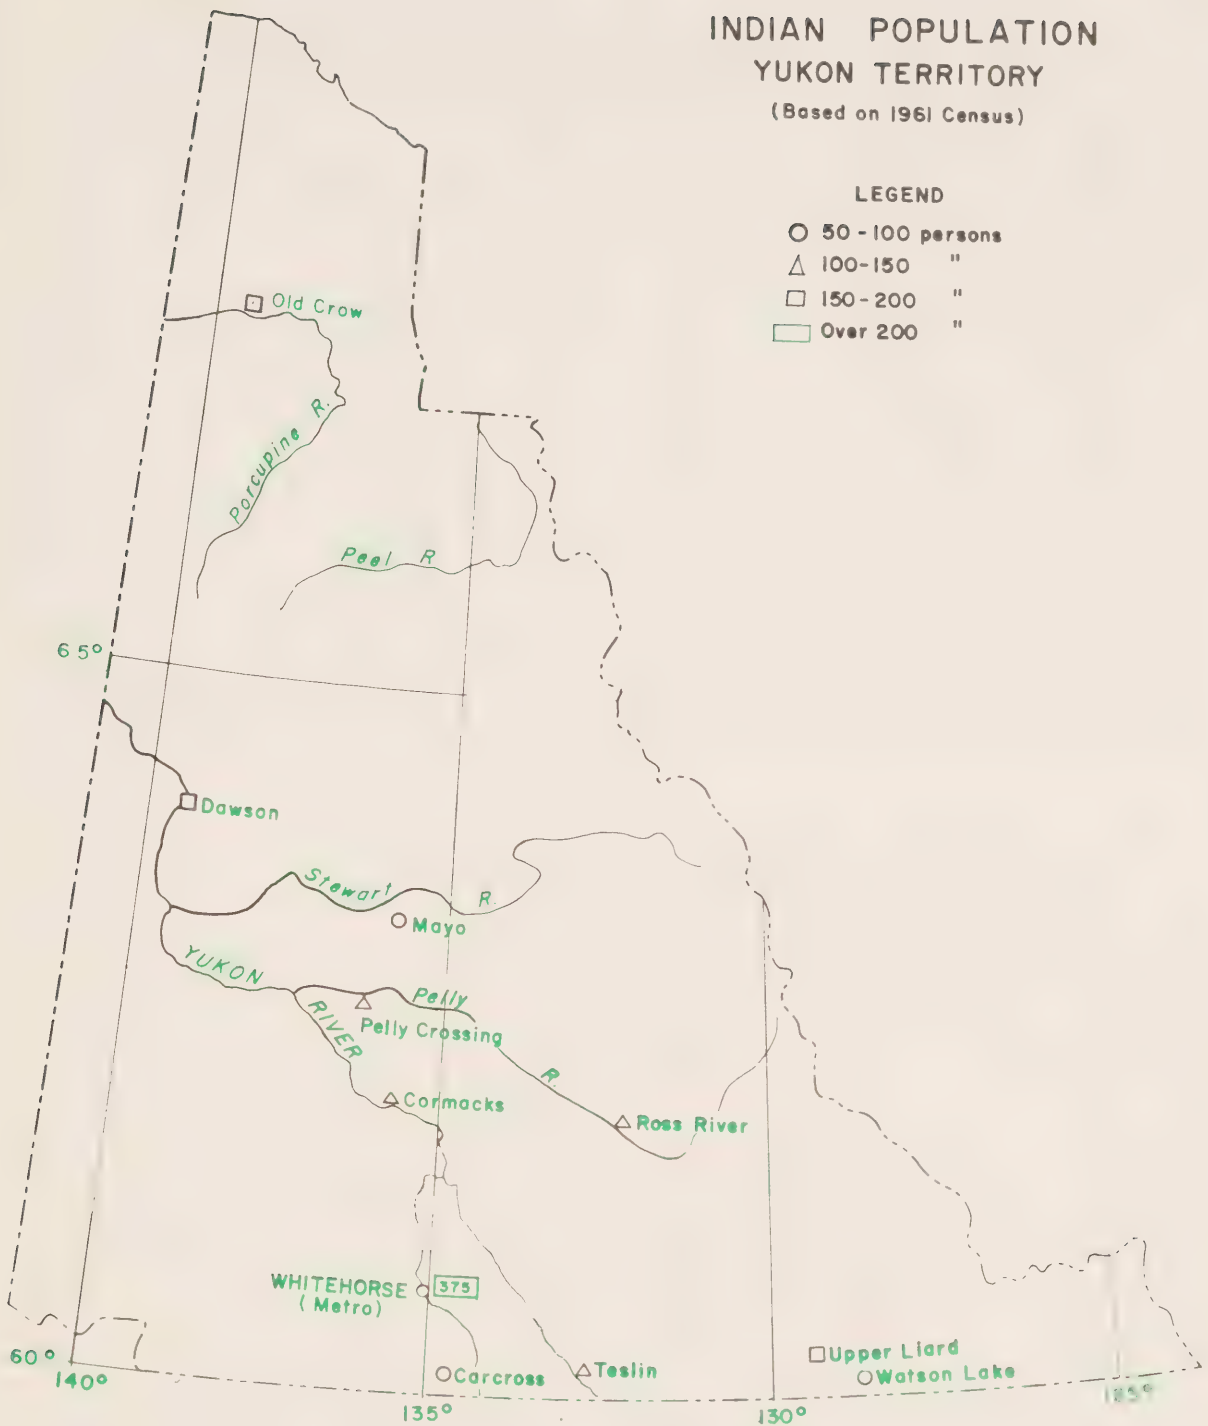 INDIAN POPULATION
YUKON TERRITORY
(Based on 1961 Census)
LEGEND
50-100 persons
100-150 "
150-200 "
Over 200 "
Old Crow
Porcupine R.
Peel R
65°
Dawson
Stewart R.
Mayo
YUKON RIVER
Pelly R.
Pelly Crossing
Cormacks
Ross River
WHITEHORSE 375
(Metro)
Upper Liard
Carcross
Teslin
Watson Lake
60°
140°
135°
130°